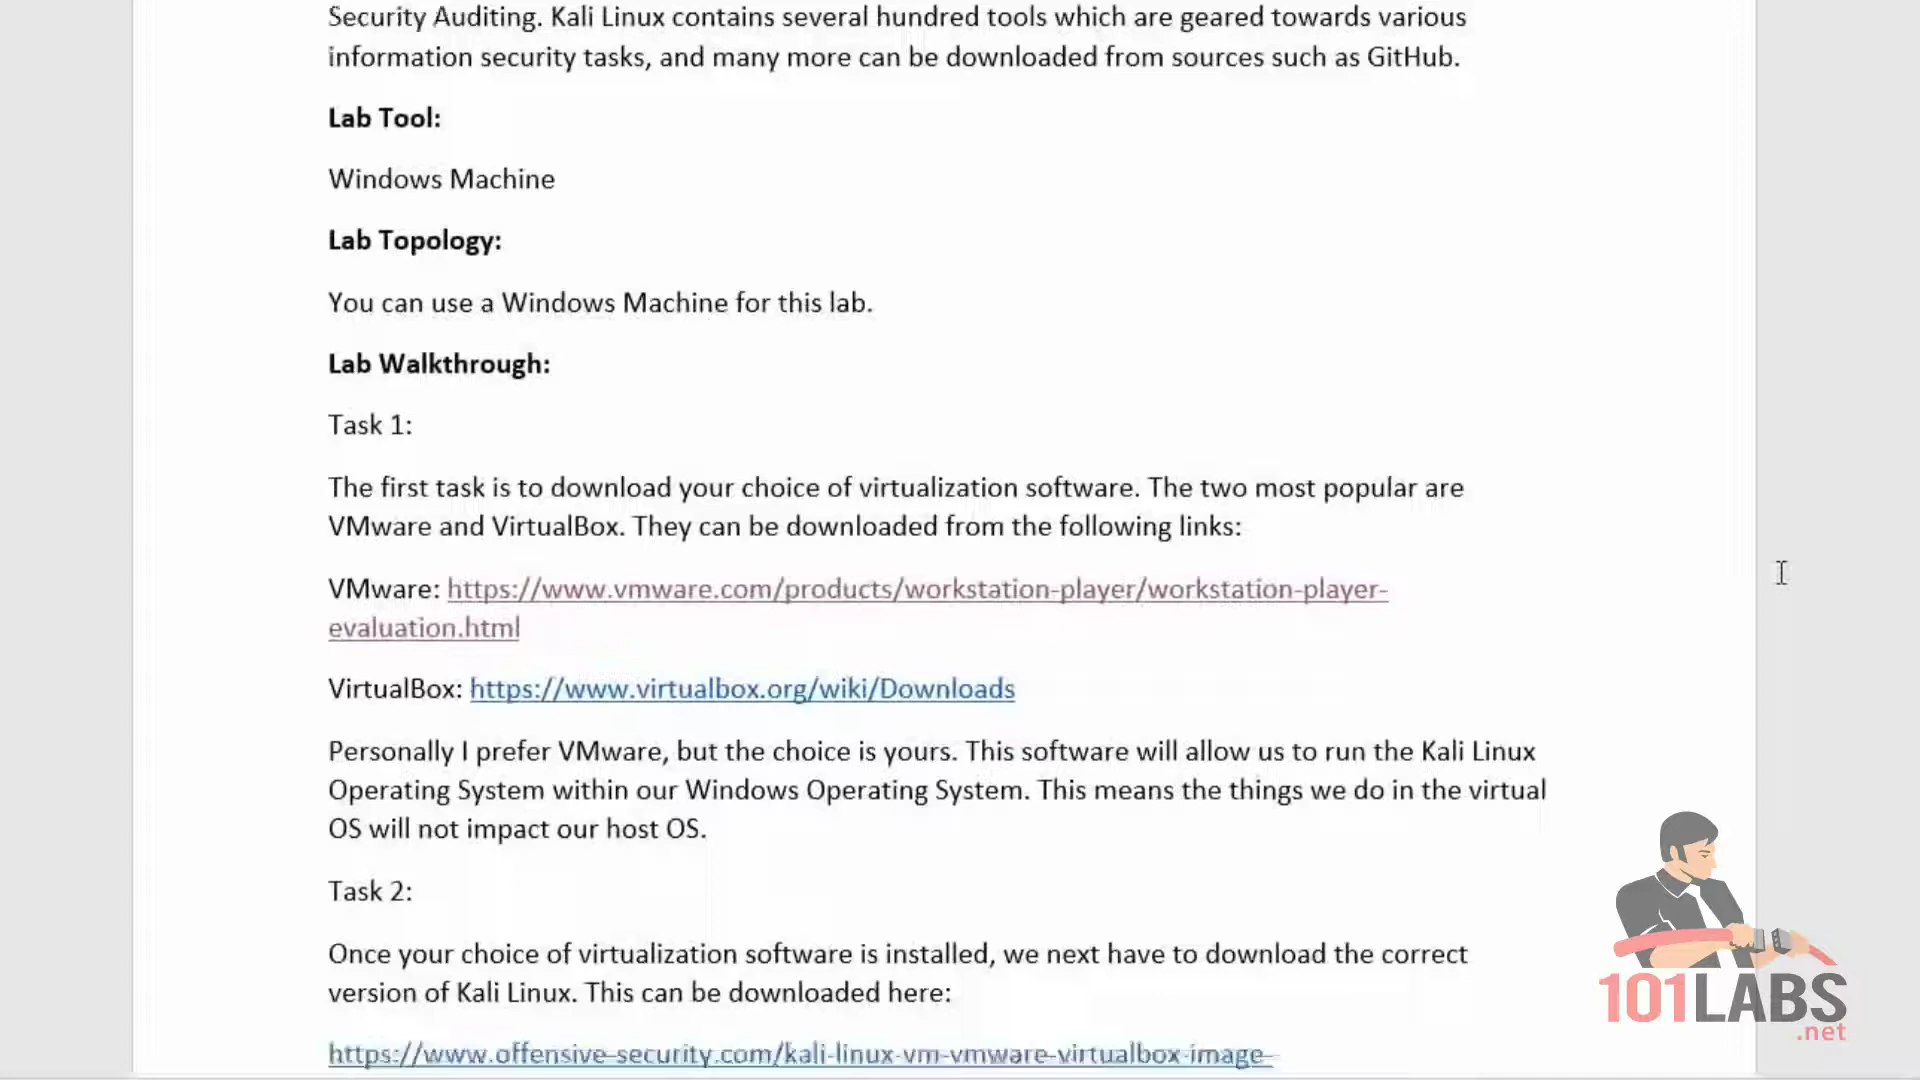 Security Auditing. Kali Linux contains several hundred tools which are geared towards various
information security tasks, and many more can be downloaded from sources such as GitHub.
Lab Tool:
Windows Machine
Lab Topology:
You can use a Windows Machine for this lab.
Lab Walkthrough:
Task 1:
The first task is to download your choice of virtualization software. The two most popular are
VMware and VirtualBox. They can be downloaded from the following links:
VMware: https://www.vmware.com/products/workstation-player/workstation-player-
evaluation.html
VirtualBox: https://www.virtualbox.org/wiki/Downloads
Personally I prefer VMware, but the choice is yours. This software will allow us to run the Kali Linux
Operating System within our Windows Operating System. This means the things we do in the virtual
OS will not impact our host OS.
Task 2:
Once your choice of virtualization software is installed, we next have to download the correct
version of Kali Linux. This can be downloaded here:
https://www.offensive-security.com/kali-linux-vm-vmware-virtualbox-image-
101LABS
.net